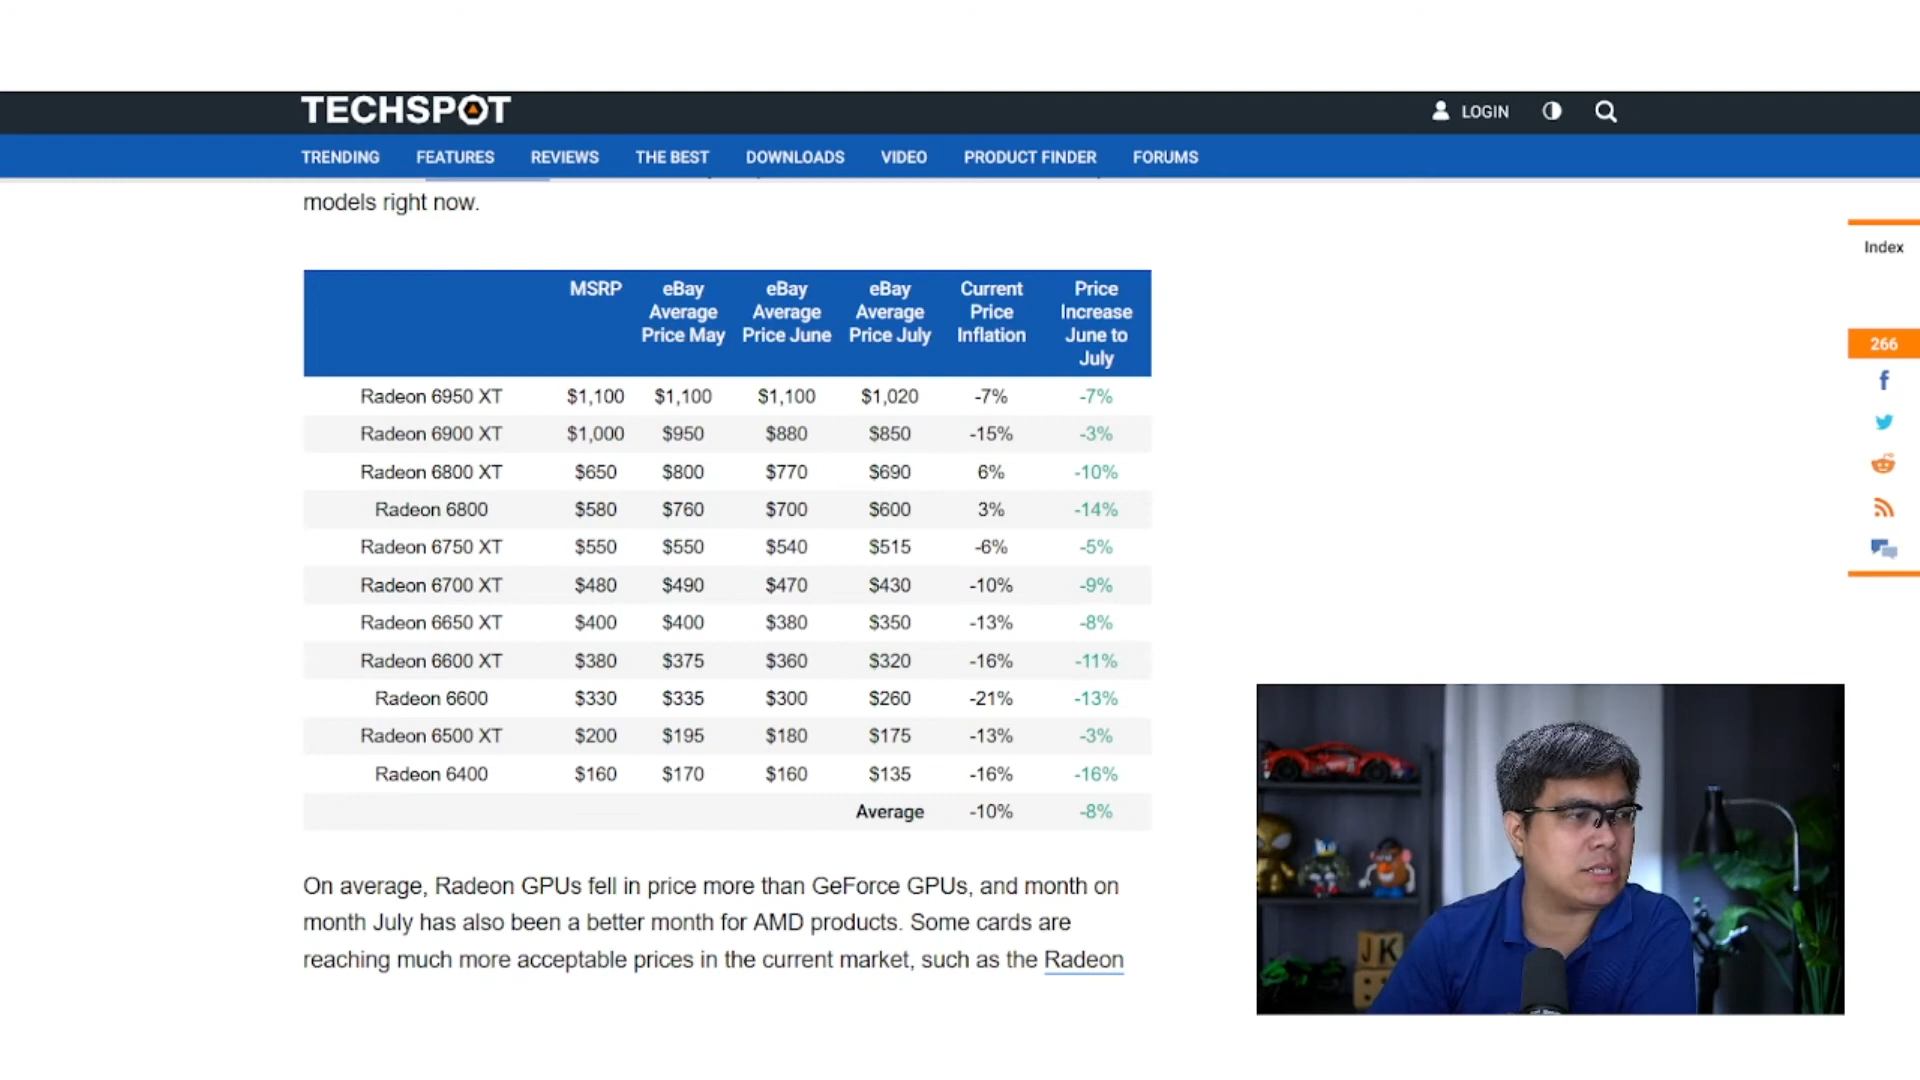 TECHSPOT
LOGIN
TRENDING FEATURES REVIEWS THE BEST DOWNLOADS VIDEO PRODUCT FINDER FORUMS
models right now.
Index
266
MSRP eBay Average Price May eBay Average Price June eBay Average Price July Current Price Inflation Price Increase June to July
Radeon 6950 XT $1,100 $1,100 $1,100 $1,020 -7% -7%
Radeon 6900 XT $1,000 $950 $880 $850 -15% -3%
Radeon 6800 XT $650 $800 $770 $690 6% -10%
Radeon 6800 $580 $760 $700 $600 3% -14%
Radeon 6750 XT $550 $550 $540 $515 -6% -5%
Radeon 6700 XT $480 $490 $470 $430 -10% -9%
Radeon 6650 XT $400 $400 $380 $350 -13% -8%
Radeon 6600 XT $380 $375 $360 $320 -16% -11%
Radeon 6600 $330 $335 $300 $260 -21% -13%
Radeon 6500 XT $200 $195 $180 $175 -13% -3%
Radeon 6400 $160 $170 $160 $135 -16% -16%
Average -10% -8%
On average, Radeon GPUs fell in price more than GeForce GPUs, and month on
month July has also been a better month for AMD products. Some cards are
reaching much more acceptable prices in the current market, such as the Radeon
JK